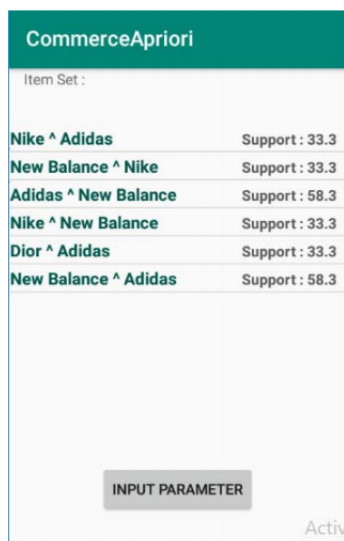 CommerceApriori
Item Set :
Nike ^ Adidas Support : 33.3
New Balance ^ Nike Support : 33.3
Adidas ^ New Balance Support : 58.3
Nike ^ New Balance Support : 33.3
Dior ^ Adidas Support : 33.3
New Balance ^ Adidas Support : 58.3
INPUT PARAMETER
Activ